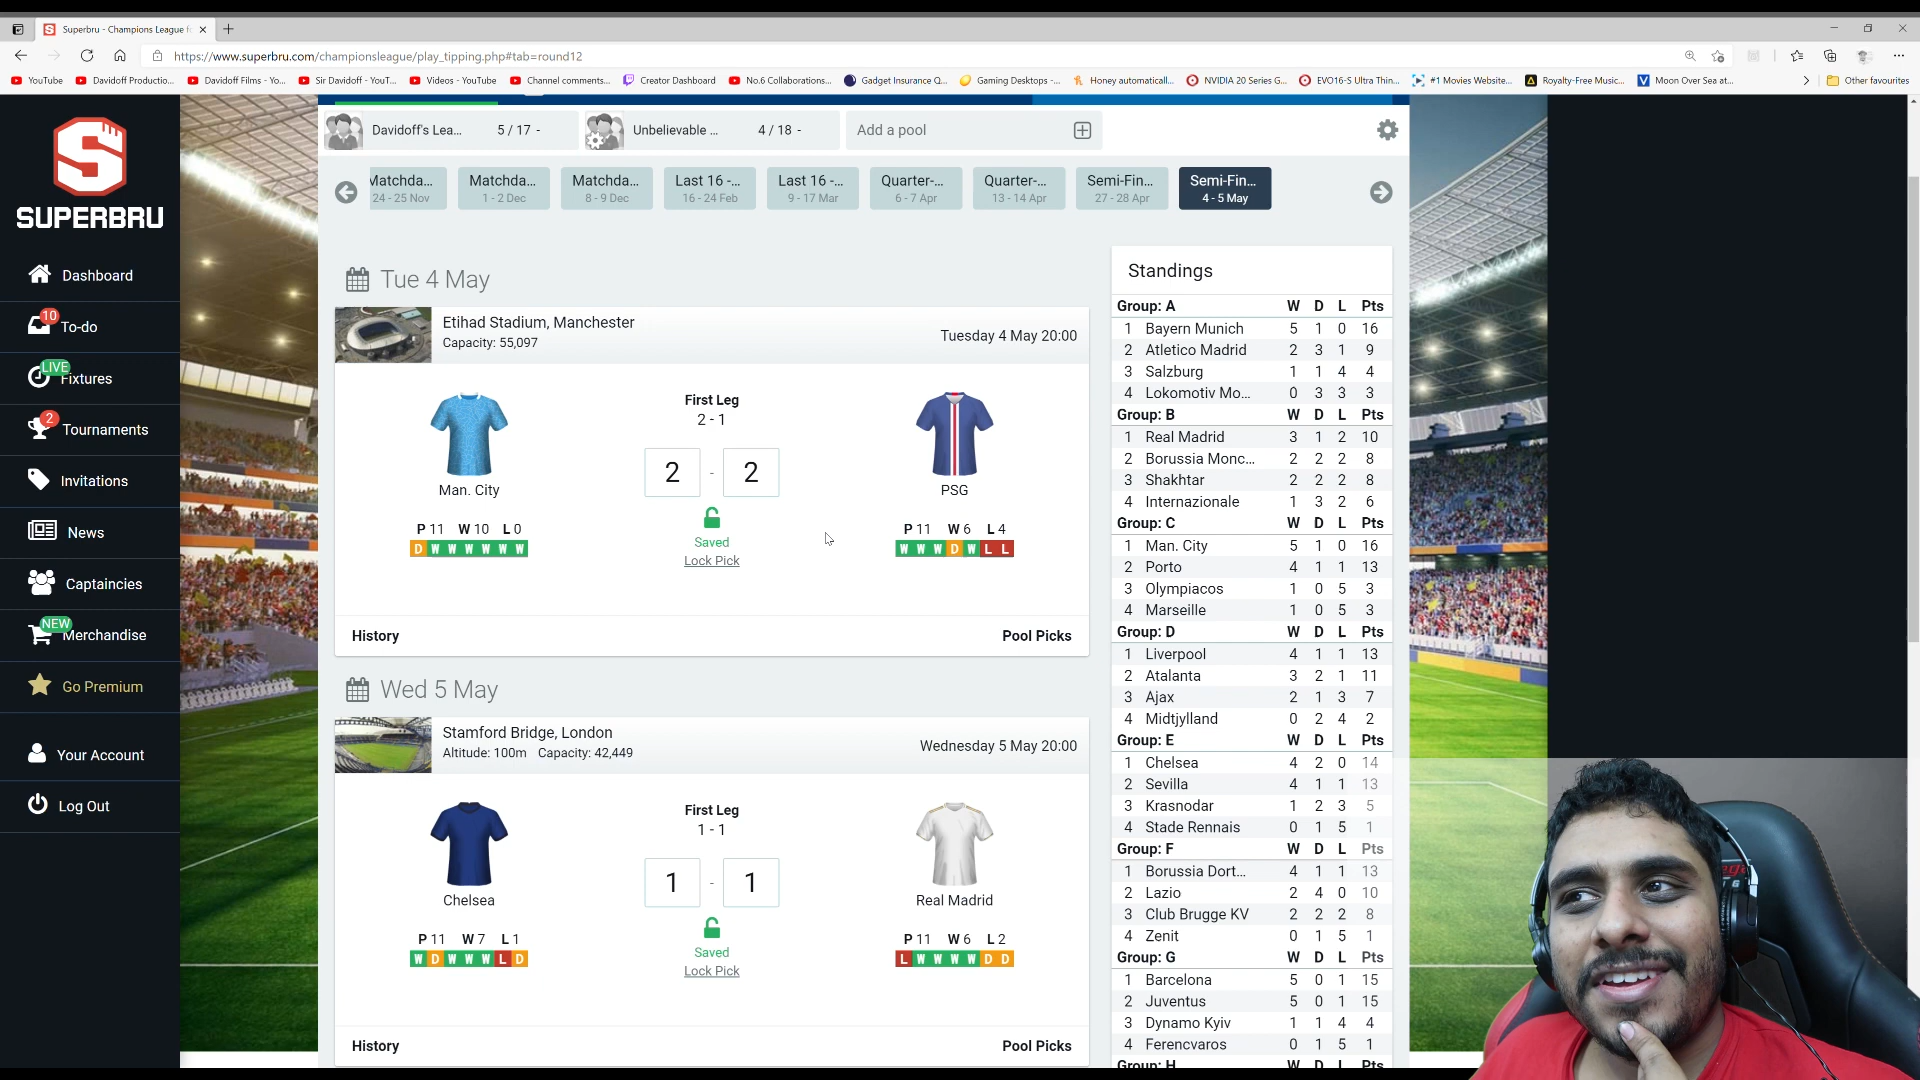 Superbru - Champions League f
https://www.superbru.com/championsleague/play_tipping.php#tab=round12
YouTube
Davidoff Productio...
Davidoff Films - Yo...
Sir Davidoff - YouT...
Videos - YouTube
Channel comments...
Creator Dashboard
No.6 Collaborations...
Gadget Insurance Q...
Gaming Desktops -...
Honey automaticall...
NVIDIA 20 Series G...
EVO16-S Ultra Thin...
#1 Movies Website...
Royalty-Free Music...
Moon Over Sea at...
Other favourites
SUPERBRU
Dashboard
10
To-do
LIVE
Fixtures
2
Tournaments
Invitations
News
Captaincies
NEW
Merchandise
Go Premium
Your Account
Log Out
Davidoff's Lea... 5 / 17 -
Unbelievable ... 4 / 18 -
Add a pool
Matchda...
24 - 25 Nov
Matchda...
1 - 2 Dec
Matchda...
8 - 9 Dec
Last 16 -...
16 - 24 Feb
Last 16 -...
9 - 17 Mar
Quarter-...
6 - 7 Apr
Quarter-...
13 - 14 Apr
Semi-Fin...
27 - 28 Apr
Semi-Fin...
4 - 5 May
Tue 4 May
Etihad Stadium, Manchester
Capacity: 55,097
Tuesday 4 May 20:00
First Leg
2 - 1
2 - 2
Man. City
PSG
P 11 W 10 L 0
D W W W W W W
Saved
Lock Pick
P 11 W 6 L 4
W W W D W L L
History
Pool Picks
Wed 5 May
Stamford Bridge, London
Altitude: 100m Capacity: 42,449
Wednesday 5 May 20:00
First Leg
1 - 1
1 - 1
Chelsea
Real Madrid
P 11 W 7 L 1
W D W W W L D
Saved
Lock Pick
P 11 W 6 L 2
L W W W W D D
History
Pool Picks
Standings
Group: A W D L Pts
1 Bayern Munich 5 1 0 16
2 Atletico Madrid 2 3 1 9
3 Salzburg 1 1 4 4
4 Lokomotiv Mo... 0 3 3 3
Group: B W D L Pts
1 Real Madrid 3 1 2 10
2 Borussia Monc... 2 2 2 8
3 Shakhtar 2 2 2 8
4 Internazionale 1 3 2 6
Group: C W D L Pts
1 Man. City 5 1 0 16
2 Porto 4 1 1 13
3 Olympiacos 1 0 5 3
4 Marseille 1 0 5 3
Group: D W D L Pts
1 Liverpool 4 1 1 13
2 Atalanta 3 2 1 11
3 Ajax 2 1 3 7
4 Midtjylland 0 2 4 2
Group: E W D L Pts
1 Chelsea 4 2 0 14
2 Sevilla 4 1 1 13
3 Krasnodar 1 2 3 5
4 Stade Rennais 0 1 5 1
Group: F W D L Pts
1 Borussia Dort... 4 1 1 13
2 Lazio 2 4 0 10
3 Club Brugge KV 2 2 2 8
4 Zenit 0 1 5 1
Group: G W D L Pts
1 Barcelona 5 0 1 15
2 Juventus 5 0 1 15
3 Dynamo Kyiv 1 1 4 4
4 Ferencvaros 0 1 5 1
Group: H W D L Pts